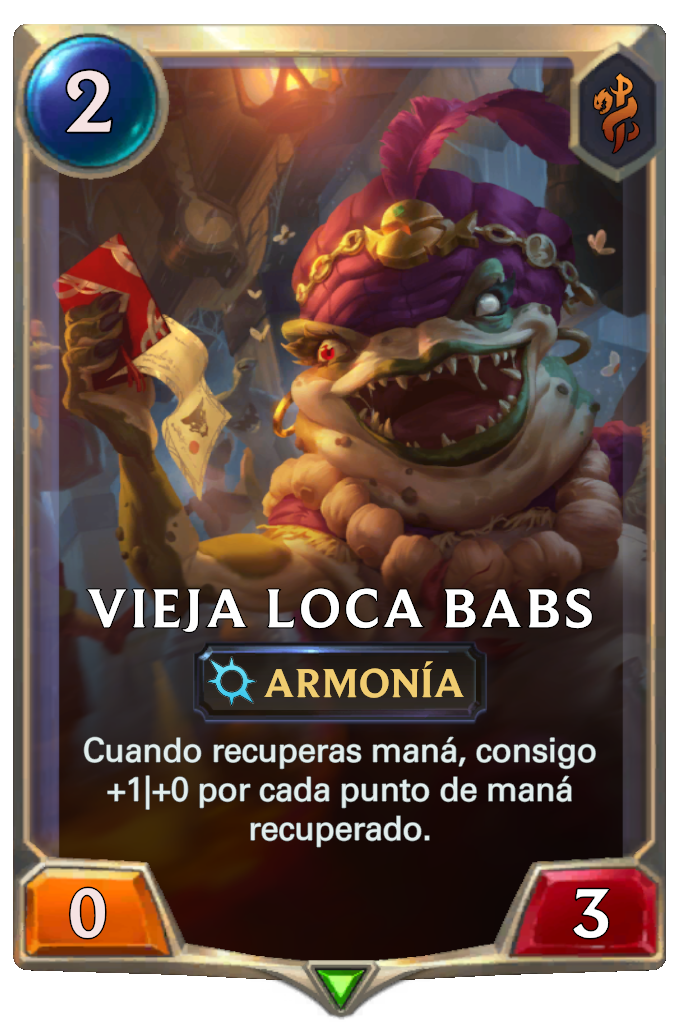 2
VIEJA LOCA BABS
ARMONÍA
Cuando recuperas maná, consigo
+1|+0 por cada punto de maná
recuperado.
0
3